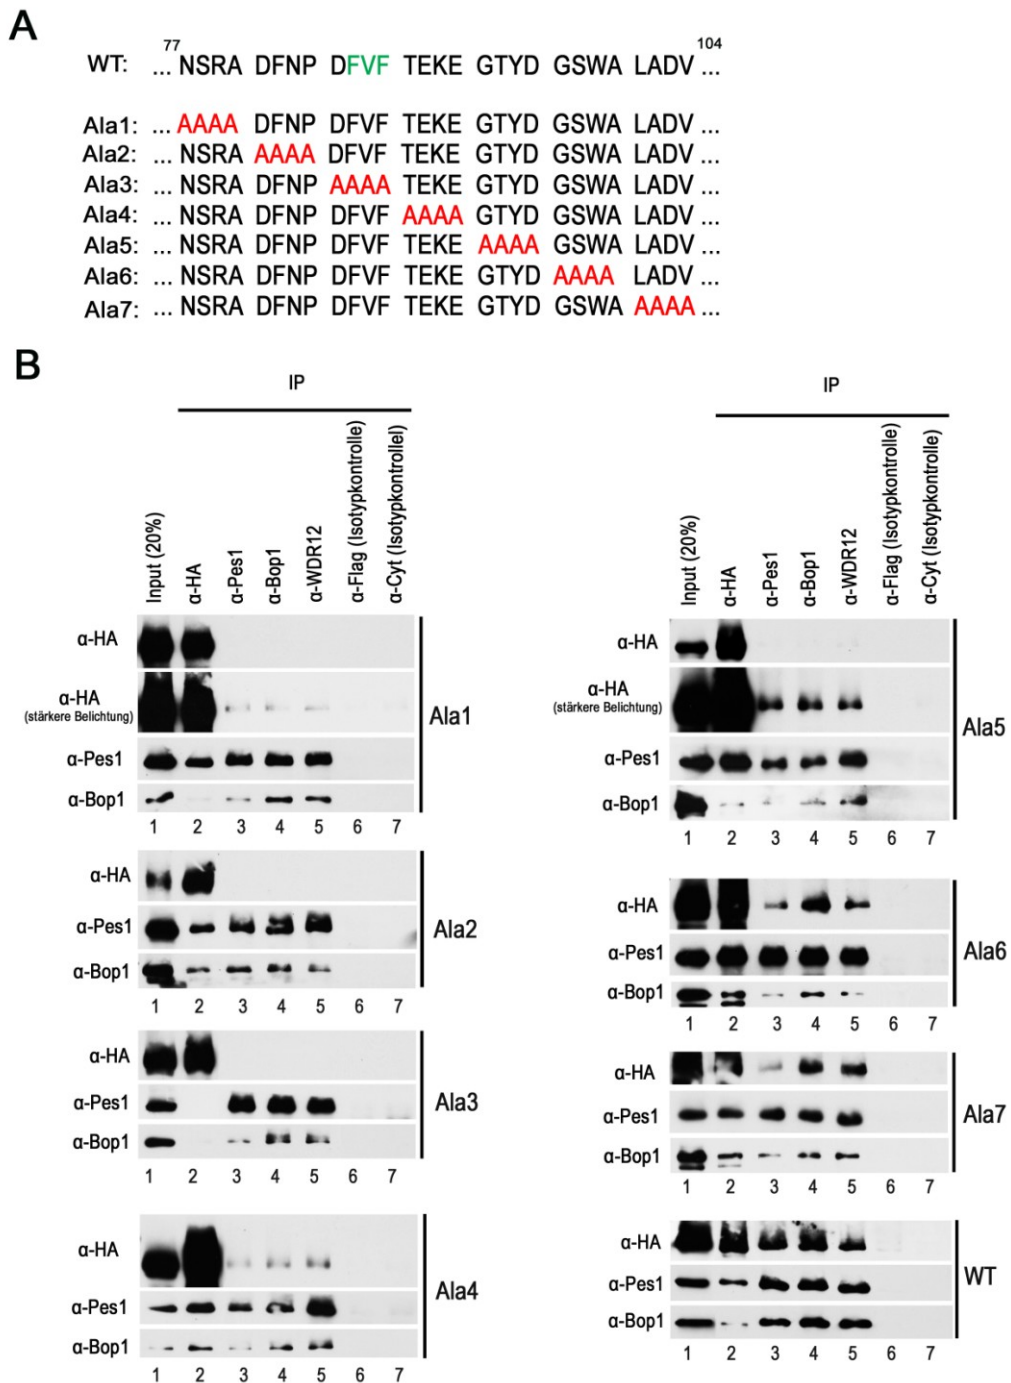 A
77 104
WT: ... NSRA DFNP DFVF TEKE GTYD GSWA LADV ...
Ala1: ... AAAA DFNP DFVF TEKE GTYD GSWA LADV ...
Ala2: ... NSRA AAAA DFVF TEKE GTYD GSWA LADV ...
Ala3: ... NSRA DFNP AAAA TEKE GTYD GSWA LADV ...
Ala4: ... NSRA DFNP DFVF AAAA GTYD GSWA LADV ...
Ala5: ... NSRA DFNP DFVF TEKE AAAA GSWA LADV ...
Ala6: ... NSRA DFNP DFVF TEKE GTYD AAAA LADV ...
Ala7: ... NSRA DFNP DFVF TEKE GTYD GSWA AAAA ...
B
IP
Input (20%)
α-HA
α-Pes1
α-Bop1
α-WDR12
α-Flag (Isotypkontrolle)
α-Cyt (Isotypkontrollel)
α-HA
α-HA
(stärkere Belichtung)
α-Pes1
α-Bop1
Ala1
1 2 3 4 5 6 7
α-HA
α-Pes1
α-Bop1
Ala2
1 2 3 4 5 6 7
α-HA
α-Pes1
α-Bop1
Ala3
1 2 3 4 5 6 7
α-HA
α-Pes1
α-Bop1
Ala4
1 2 3 4 5 6 7
IP
Input (20%)
α-HA
α-Pes1
α-Bop1
α-WDR12
α-Flag (Isotypkontrolle)
α-Cyt (Isotypkontrolle)
α-HA
α-HA
(stärkere Belichtung)
α-Pes1
α-Bop1
Ala5
1 2 3 4 5 6 7
α-HA
α-Pes1
α-Bop1
Ala6
1 2 3 4 5 6 7
α-HA
α-Pes1
α-Bop1
Ala7
1 2 3 4 5 6 7
α-HA
α-Pes1
α-Bop1
WT
1 2 3 4 5 6 7